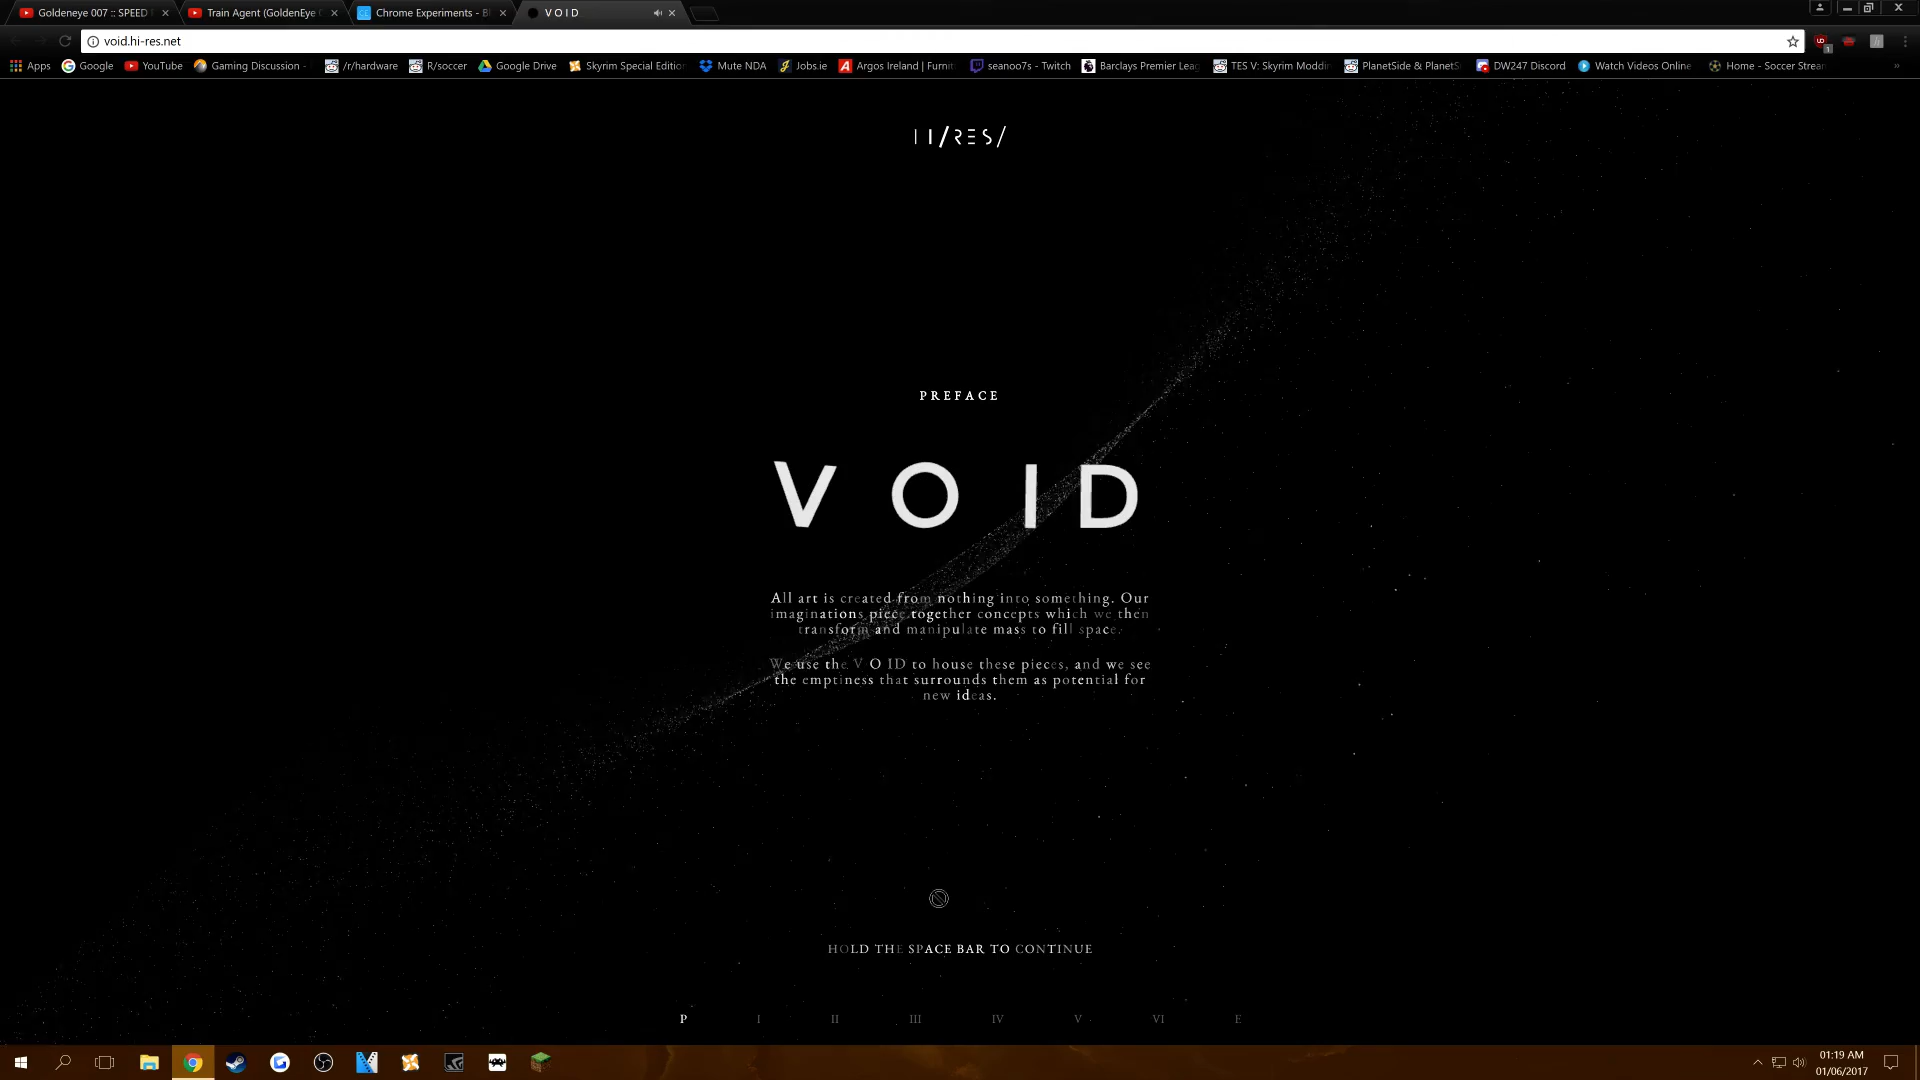 Goldeneye 007 :: SPEED
Train Agent (GoldenEye
Chrome Experiments - B
V O I D
void.hi-res.net
Apps
Google
YouTube
Gaming Discussion -
/r/hardware
R/soccer
Google Drive
Skyrim Special Edition
Mute NDA
Jobs.ie
Argos Ireland | Furnit
seanoo7s - Twitch
Barclays Premier Leag
TES V: Skyrim Moddin
PlanetSide & PlanetS
DW247 Discord
Watch Videos Online
Home - Soccer Strea
HI/RES/
PREFACE
V O I D
All art is created from nothing into something. Our
imaginations piece together concepts which we then
transform and manipulate mass to fill space.
We use the V O ID to house these pieces, and we see
the emptiness that surrounds them as potential for
new ideas.
HOLD THE SPACE BAR TO CONTINUE
P I II III IV V VI E
01:19 AM
01/06/2017